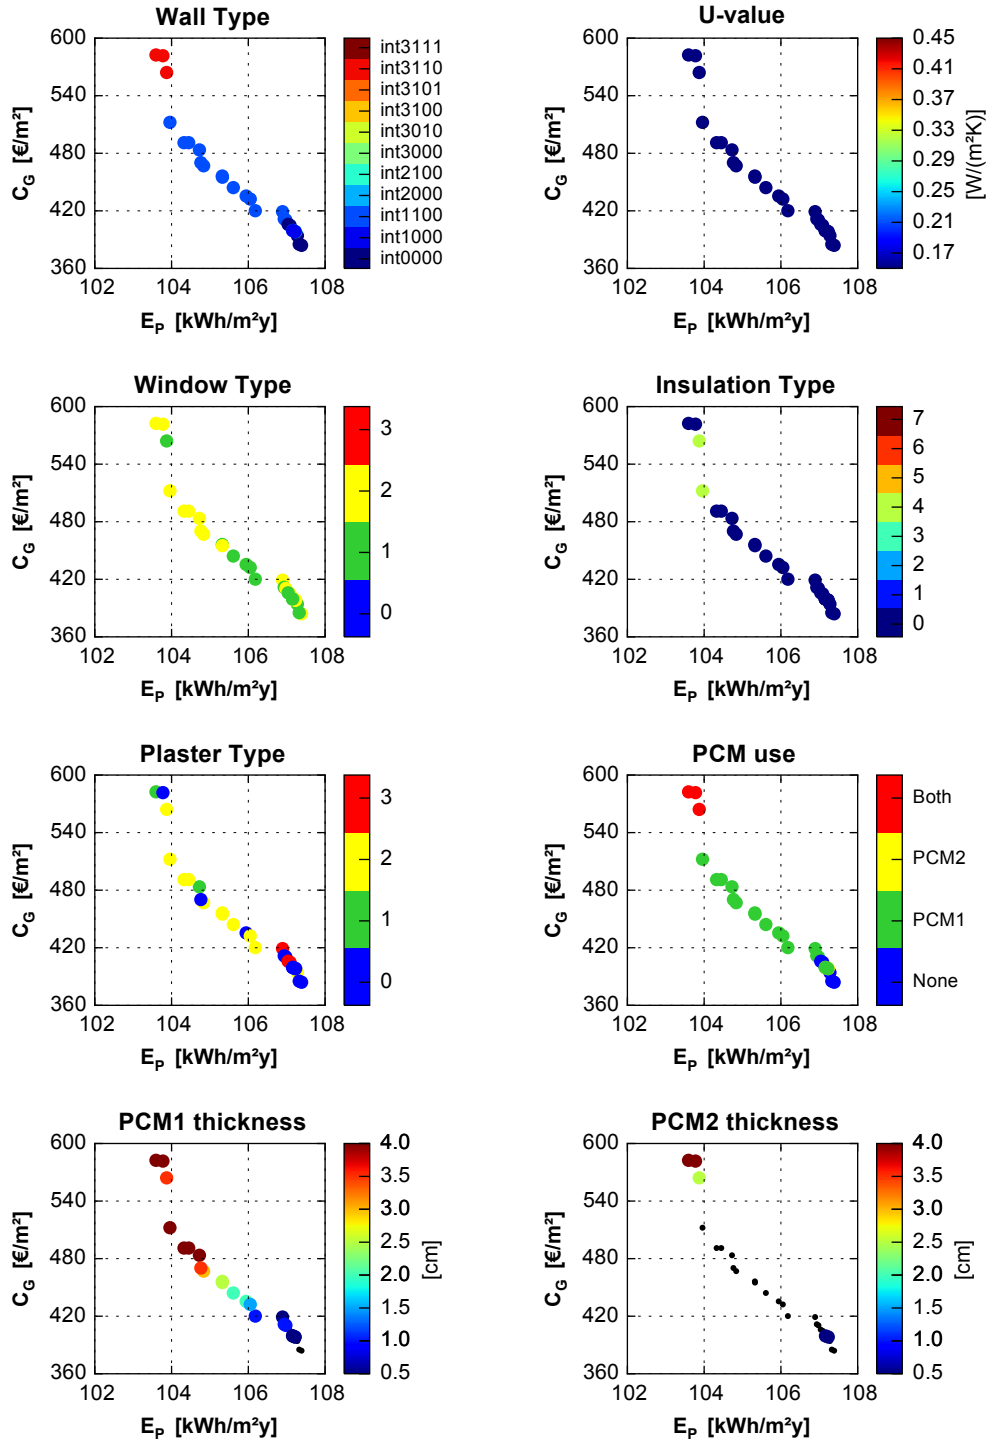 Wall Type
600
540
480
420
360
C_G [€/m²]
102
104
106
108
E_P [kWh/m²y]
int3111
int3110
int3101
int3100
int3010
int3000
int2100
int2000
int1100
int1000
int0000
U-value
600
540
480
420
360
C_G [€/m²]
102
104
106
108
E_P [kWh/m²y]
0.45
0.41
0.37
0.33
0.29
0.25
0.21
0.17
[W/(m²K)]
Window Type
600
540
480
420
360
C_G [€/m²]
102
104
106
108
E_P [kWh/m²y]
3
2
1
0
Insulation Type
600
540
480
420
360
C_G [€/m²]
102
104
106
108
E_P [kWh/m²y]
7
6
5
4
3
2
1
0
Plaster Type
600
540
480
420
360
C_G [€/m²]
102
104
106
108
E_P [kWh/m²y]
3
2
1
0
PCM use
600
540
480
420
360
C_G [€/m²]
102
104
106
108
E_P [kWh/m²y]
Both
PCM2
PCM1
None
PCM1 thickness
600
540
480
420
360
C_G [€/m²]
102
104
106
108
E_P [kWh/m²y]
4.0
3.5
3.0
2.5
2.0
1.5
1.0
0.5
[cm]
PCM2 thickness
600
540
480
420
360
C_G [€/m²]
102
104
106
108
E_P [kWh/m²y]
4.0
3.5
3.0
2.5
2.0
1.5
1.0
0.5
[cm]